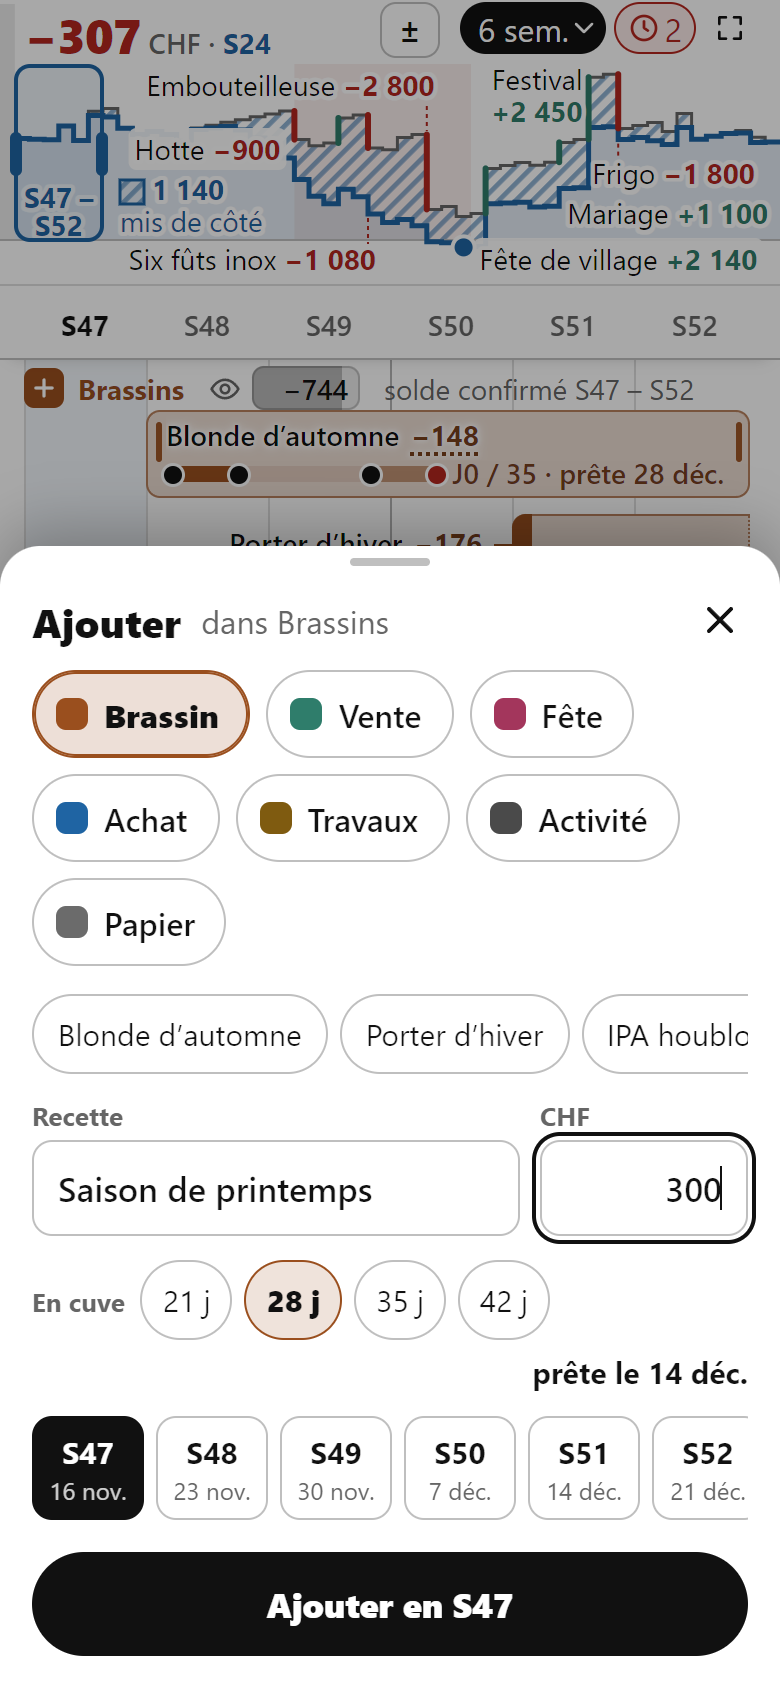 −307 CHF · S24
±
6 sem.
2
Embouteilleuse −2 800
Festival
+2 450
Hotte −900
S47 –
S52
1 140
mis de côté
Frigo −1 800
Mariage +1 100
Six fûts inox −1 080
Fête de village +2 140
S47 S48 S49 S50 S51 S52
+ Brassins
−744
solde confirmé S47 – S52
Blonde d’automne −148
J0 / 35 · prête 28 déc.
Porter d’hiver −176
Ajouter dans Brassins
Brassin
Vente
Fête
Achat
Travaux
Activité
Papier
Blonde d’automne
Porter d’hiver
IPA houblo
Recette
CHF
Saison de printemps
300
En cuve
21 j
28 j
35 j
42 j
prête le 14 déc.
S47 S48 S49 S50 S51 S52
16 nov. 23 nov. 30 nov. 7 déc. 14 déc. 21 déc.
Ajouter en S47